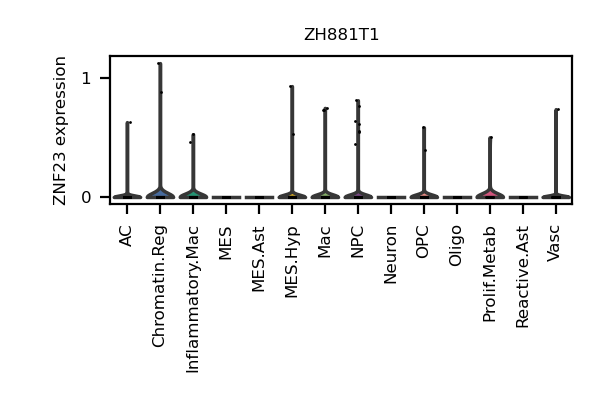 ZH881T1
ZNF23 expression
1
0
AC
Chromatin.Reg
Inflammatory.Mac
MES
MES.Ast
MES.Hyp
Mac
NPC
Neuron
OPC
Oligo
Prolif.Metab
Reactive.Ast
Vasc